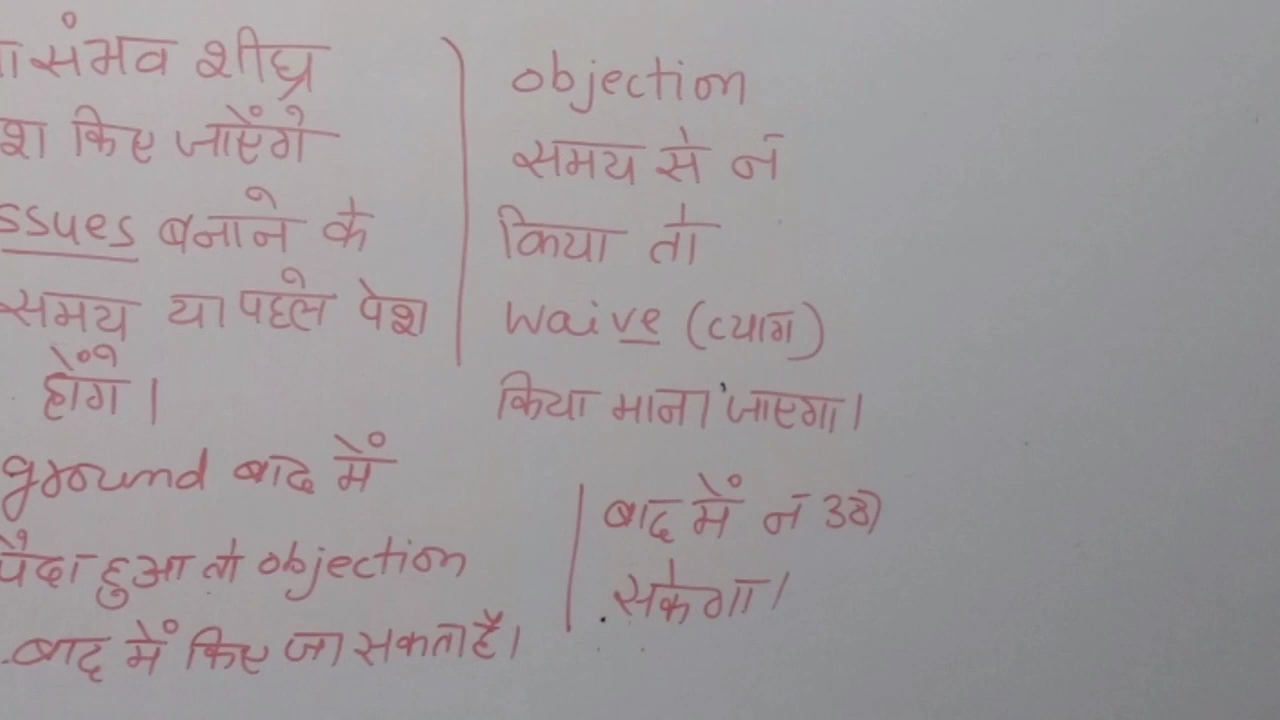 संभव शीघ्र
किए जाएंगे
ssues बनाने के
समय या पहले पेश
होंगे।
ground बाद में
पैदा हुआ तो objection
बाद में किए जा सकता है।
objection
समय से न
किया तो
waive (त्याग)
किया माना जाएगा।
बाद में न उठा
सकेगा।